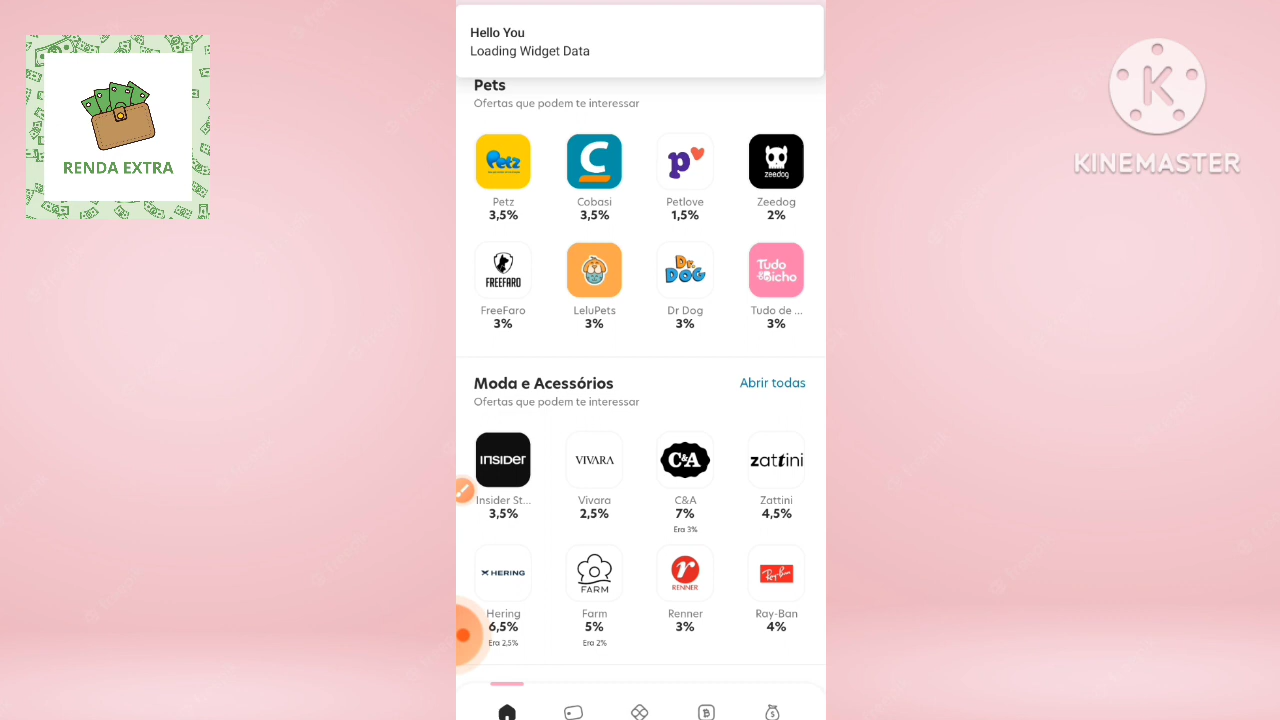 RENDA EXTRA
KINEMASTER
Hello You
Loading Widget Data
Pets
Ofertas que podem te interessar
Petz
C
p
zeedog
Petz
Cobasi
Petlove
Zeedog
3,5%
3,5%
1,5%
2%
FREEFARO
Dr. DOG
Tudo de Bicho
FreeFaro
LeluPets
Dr Dog
Tudo de ...
3%
3%
3%
3%
Moda e Acessórios
Abrir todas
Ofertas que podem te interessar
INSIDER
VIVARA
C&A
zattini
Insider St...
Vivara
C&A
Zattini
3,5%
2,5%
7%
4,5%
Era 3%
HERING
FARM
r
RENNER
Ray-Ban
Hering
Farm
Renner
Ray-Ban
6,5%
5%
3%
4%
Era 2,5%
Era 2%